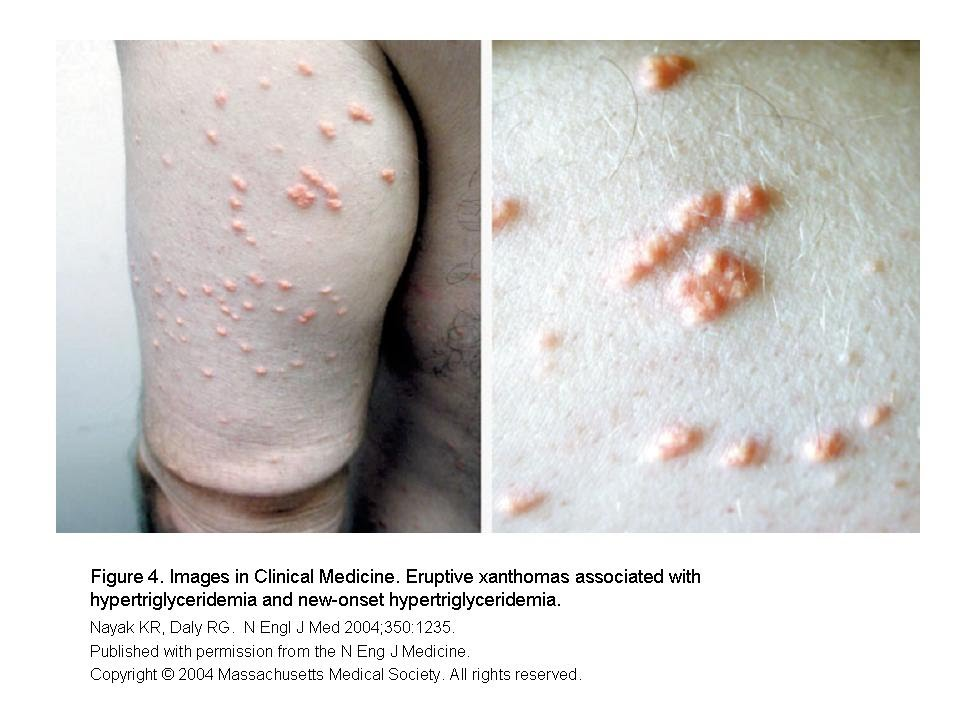 Figure 4. Images in Clinical Medicine. Eruptive xanthomas associated with
hypertriglyceridemia and new-onset hypertriglyceridemia.
Nayak KR, Daly RG. N Engl J Med 2004;350:1235.
Published with permission from the N Eng J Medicine.
Copyright © 2004 Massachusetts Medical Society. All rights reserved.